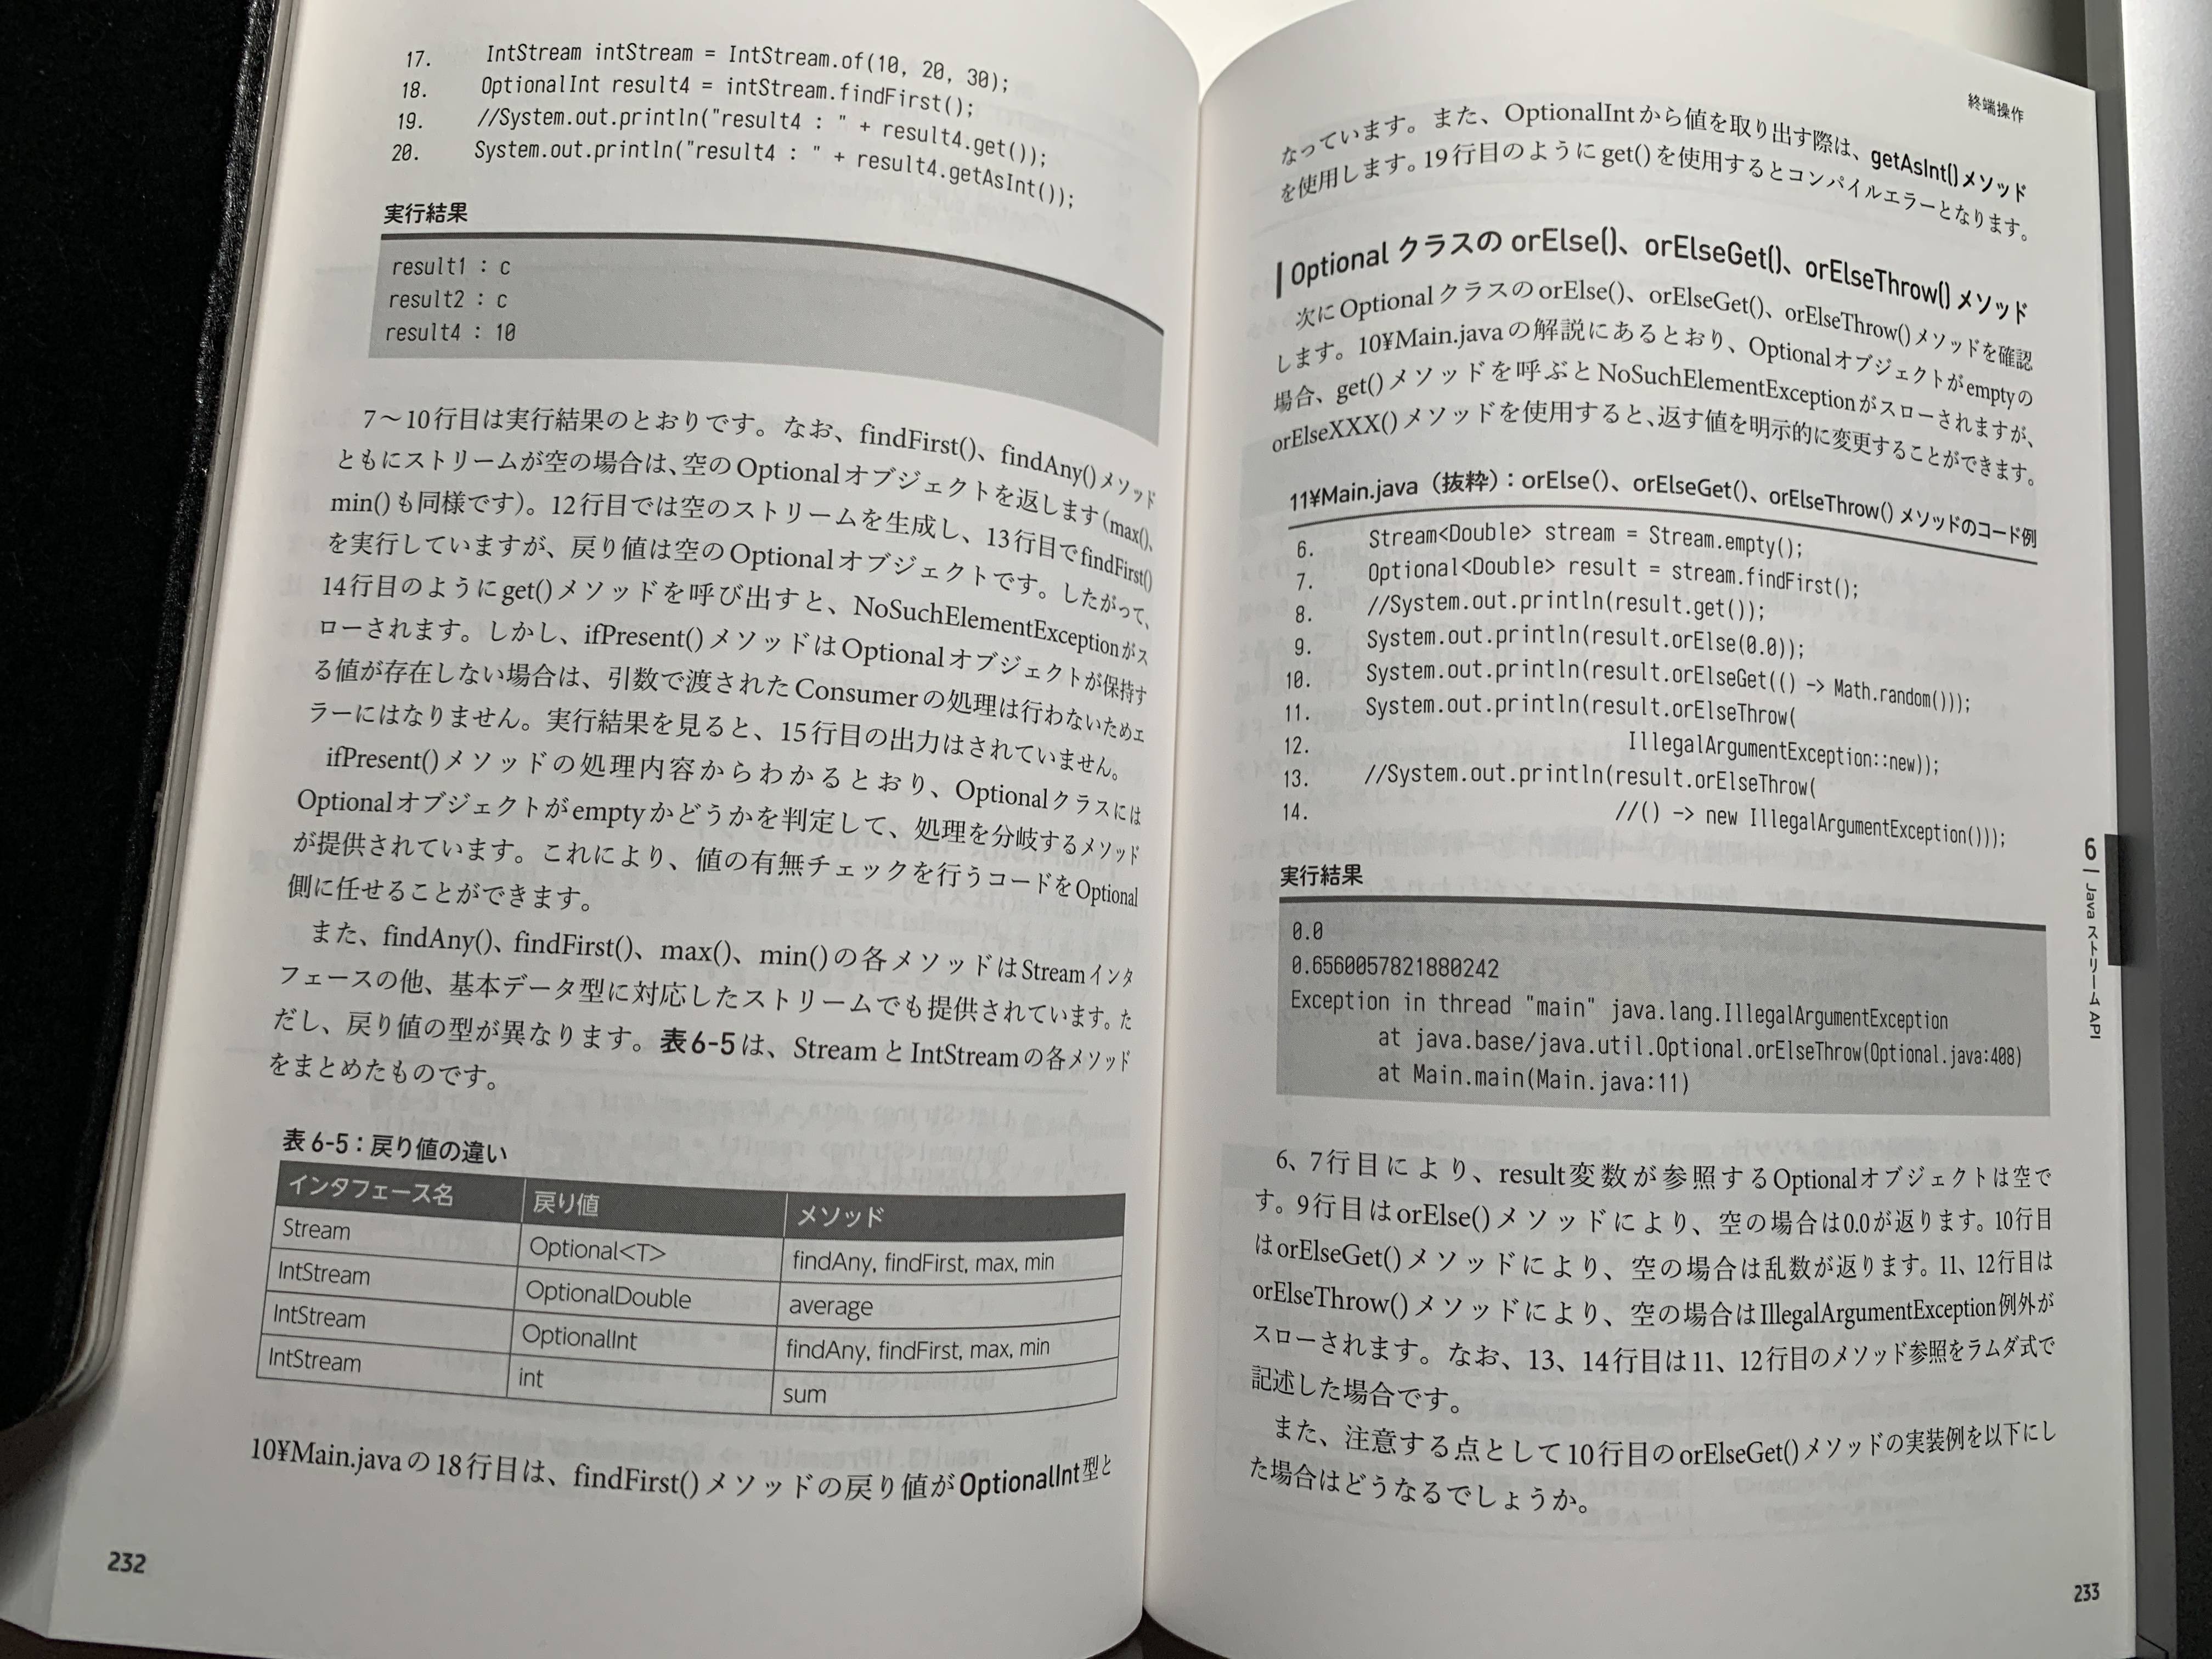 17. IntStream intStream = IntStream.of(10, 20, 30);
18. OptionalInt result4 = intStream.findFirst();
19. //System.out.println("result4 : " + result4.get());
20. System.out.println("result4 : " + result4.getAsInt());
実行結果
result1 : c
result2 : c
result4 : 10
7～10行目は実行結果のとおりです。なお、findFirst()、findAny()メソッド
ともにストリームが空の場合は、空のOptionalオブジェクトを返します(max()、
min()も同様です)。12行目では空のストリームを生成し、13行目でfindFirst()
を実行していますが、戻り値は空のOptionalオブジェクトです。したがって、
14行目のようにget()メソッドを呼び出すと、NoSuchElementExceptionがス
ローされます。しかし、ifPresent()メソッドはOptionalオブジェクトが保持す
る値が存在しない場合は、引数で渡されたConsumerの処理は行わないためエ
ラーにはなりません。実行結果を見ると、15行目の出力はされていません。
ifPresent()メソッドの処理内容からわかるとおり、Optionalクラスには
Optionalオブジェクトがemptyかどうかを判定して、処理を分岐するメソッド
が提供されています。これにより、値の有無チェックを行うコードをOptional
側に任せることができます。
また、findAny()、findFirst()、max()、min()の各メソッドはStreamインタ
フェースの他、基本データ型に対応したストリームでも提供されています。た
だし、戻り値の型が異なります。表6-5は、StreamとIntStreamの各メソッド
をまとめたものです。
表6-5：戻り値の違い
インタフェース名 戻り値 メソッド
Stream Optional<T> findAny, findFirst, max, min
IntStream OptionalDouble average
IntStream OptionalInt findAny, findFirst, max, min
IntStream int sum
10¥Main.javaの18行目は、findFirst()メソッドの戻り値がOptionalInt型と
232
終端操作
なっています。また、OptionalIntから値を取り出す際は、getAsInt()メソッド
を使用します。19行目のようにget()を使用するとコンパイルエラーとなります。
Optional クラスの orElse()、orElseGet()、orElseThrow() メソッド
次にOptionalクラスのorElse()、orElseGet()、orElseThrow()メソッドを確認
します。10¥Main.javaの解説にあるとおり、Optionalオブジェクトがemptyの
場合、get()メソッドを呼ぶとNoSuchElementExceptionがスローされますが、
orElseXXX()メソッドを使用すると、返す値を明示的に変更することができます。
11¥Main.java（抜粋）：orElse()、orElseGet()、orElseThrow() メソッドのコード例
6. Stream<Double> stream = Stream.empty();
7. Optional<Double> result = stream.findFirst();
8. //System.out.println(result.get());
9. System.out.println(result.orElse(0.0));
10. System.out.println(result.orElseGet(() -> Math.random()));
11. System.out.println(result.orElseThrow(
12. IllegalArgumentException::new));
13. //System.out.println(result.orElseThrow(
14. //() -> new IllegalArgumentException()));
実行結果
0.0
0.6560057821880242
Exception in thread "main" java.lang.IllegalArgumentException
at java.base/java.util.Optional.orElseThrow(Optional.java:408)
at Main.main(Main.java:11)
6、7行目により、result変数が参照するOptionalオブジェクトは空で
す。9行目はorElse()メソッドにより、空の場合は0.0が返ります。10行目
はorElseGet()メソッドにより、空の場合は乱数が返ります。11、12行目は
orElseThrow()メソッドにより、空の場合はIllegalArgumentException例外が
スローされます。なお、13、14行目は11、12行目のメソッド参照をラムダ式で
記述した場合です。
また、注意する点として10行目のorElseGet()メソッドの実装例を以下にし
た場合はどうなるでしょうか。
6 Java ストリーム API
233